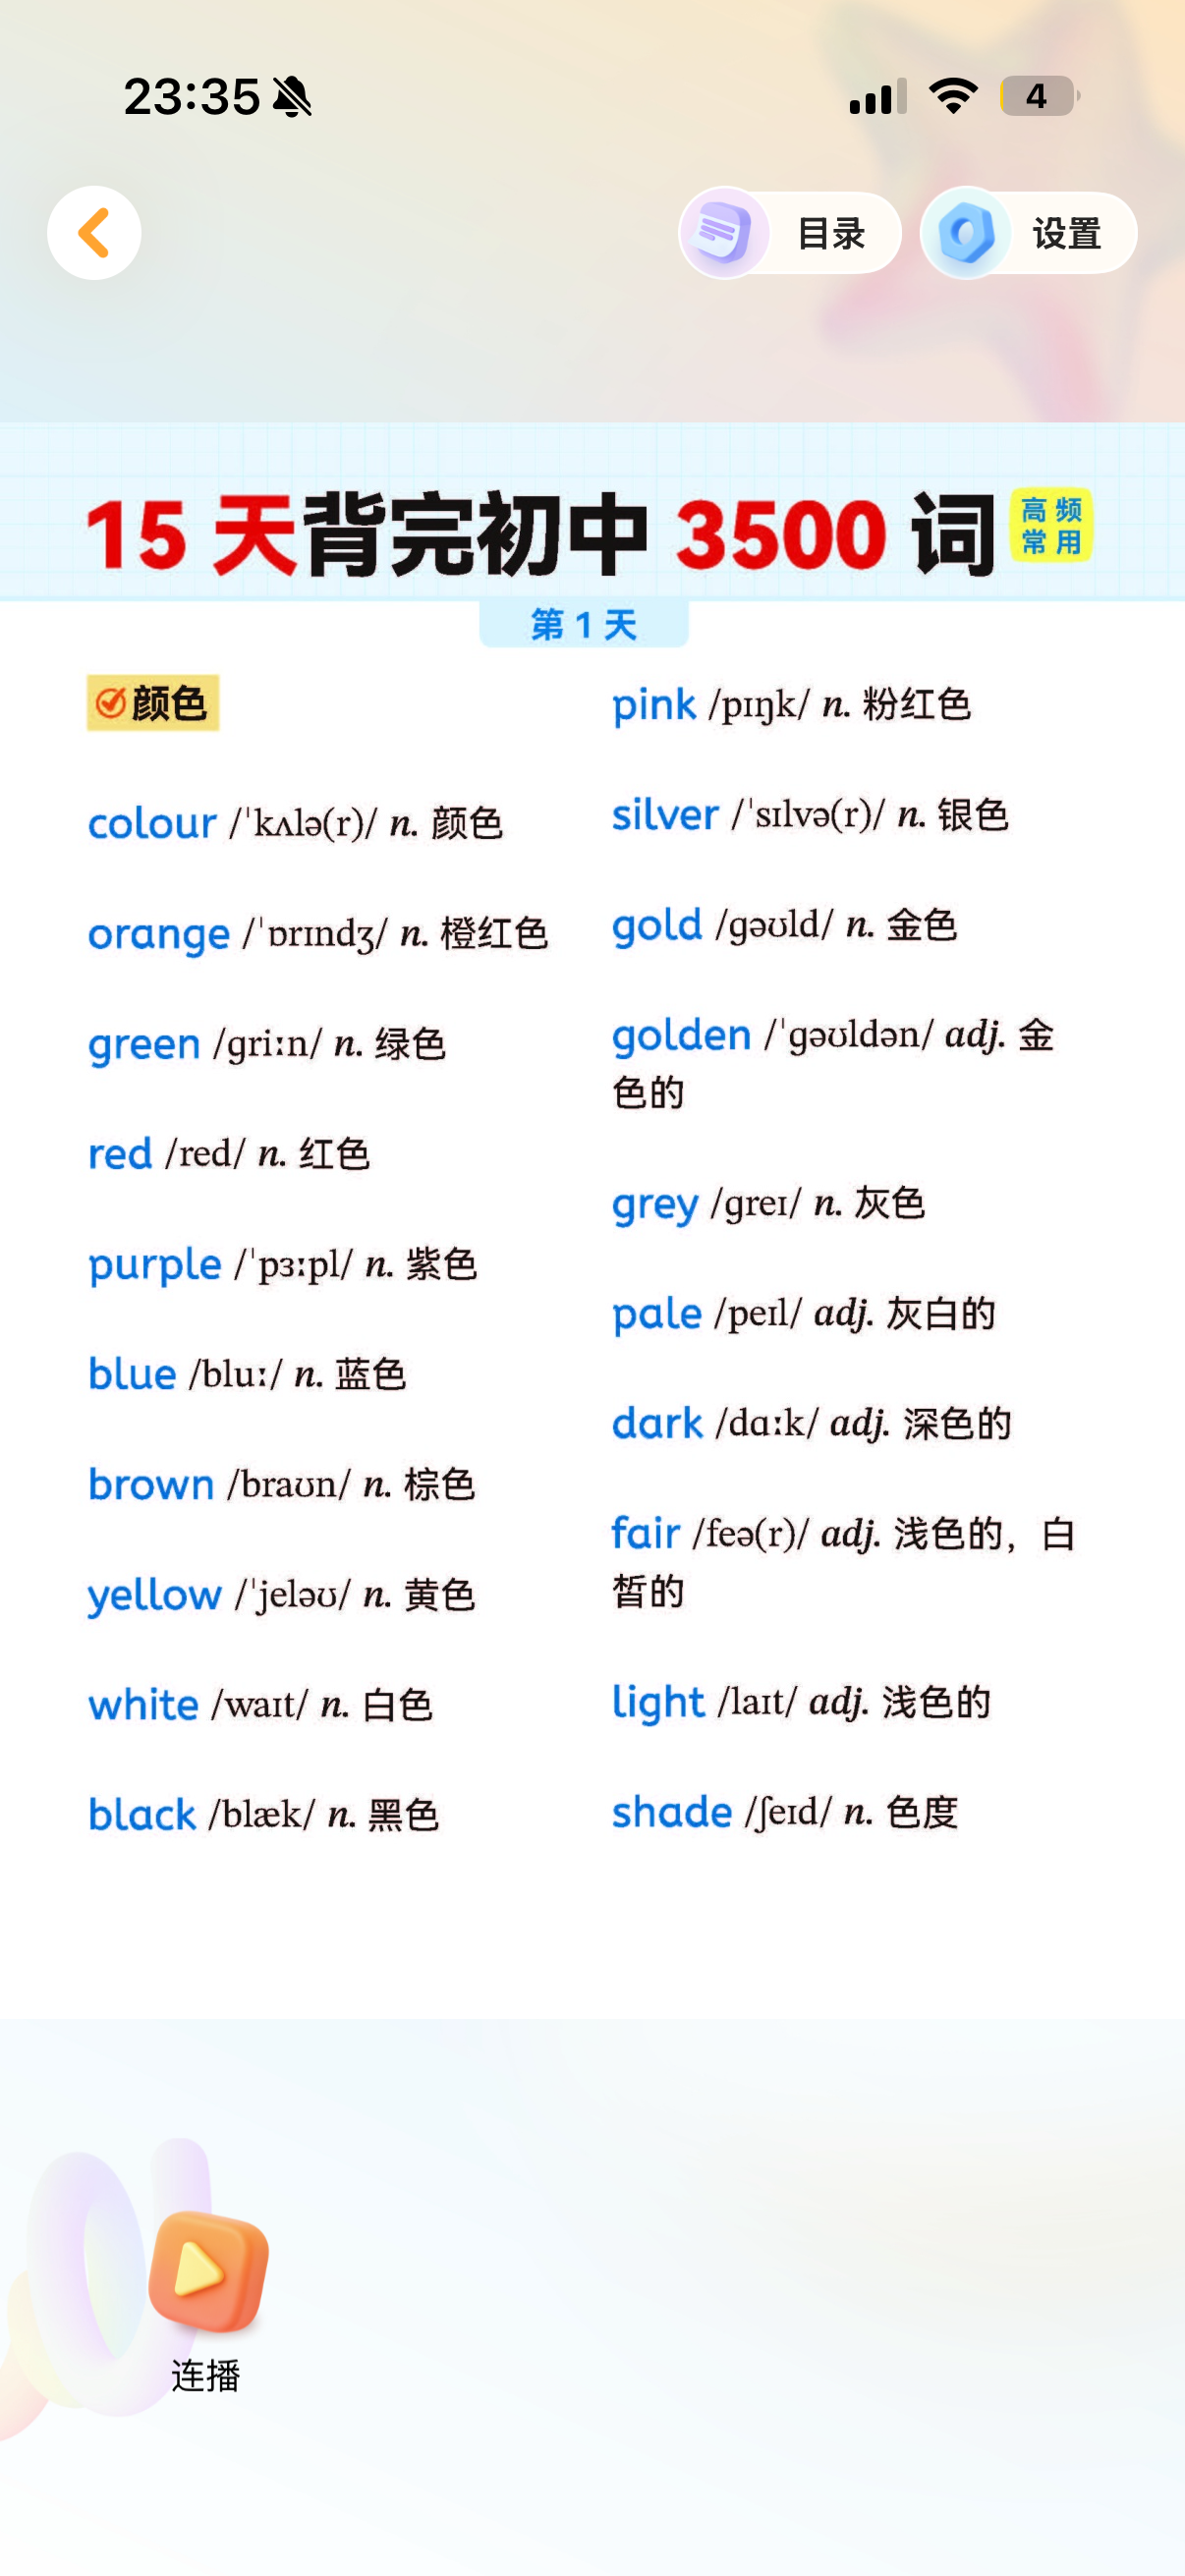 23:35
4
目录
设置
15 天背完初中 3500 词
高频
常用
第 1 天
颜色
colour /ˈkʌlə(r)/ n. 颜色
orange /ˈɒrɪndʒ/ n. 橙红色
green /ɡriːn/ n. 绿色
red /red/ n. 红色
purple /ˈpɜːpl/ n. 紫色
blue /bluː/ n. 蓝色
brown /braʊn/ n. 棕色
yellow /ˈjeləʊ/ n. 黄色
white /waɪt/ n. 白色
black /blæk/ n. 黑色
pink /pɪŋk/ n. 粉红色
silver /ˈsɪlvə(r)/ n. 银色
gold /ɡəʊld/ n. 金色
golden /ˈɡəʊldən/ adj. 金
色的
grey /ɡreɪ/ n. 灰色
pale /peɪl/ adj. 灰白的
dark /dɑːk/ adj. 深色的
fair /feə(r)/ adj. 浅色的，白
皙的
light /laɪt/ adj. 浅色的
shade /ʃeɪd/ n. 色度
连播